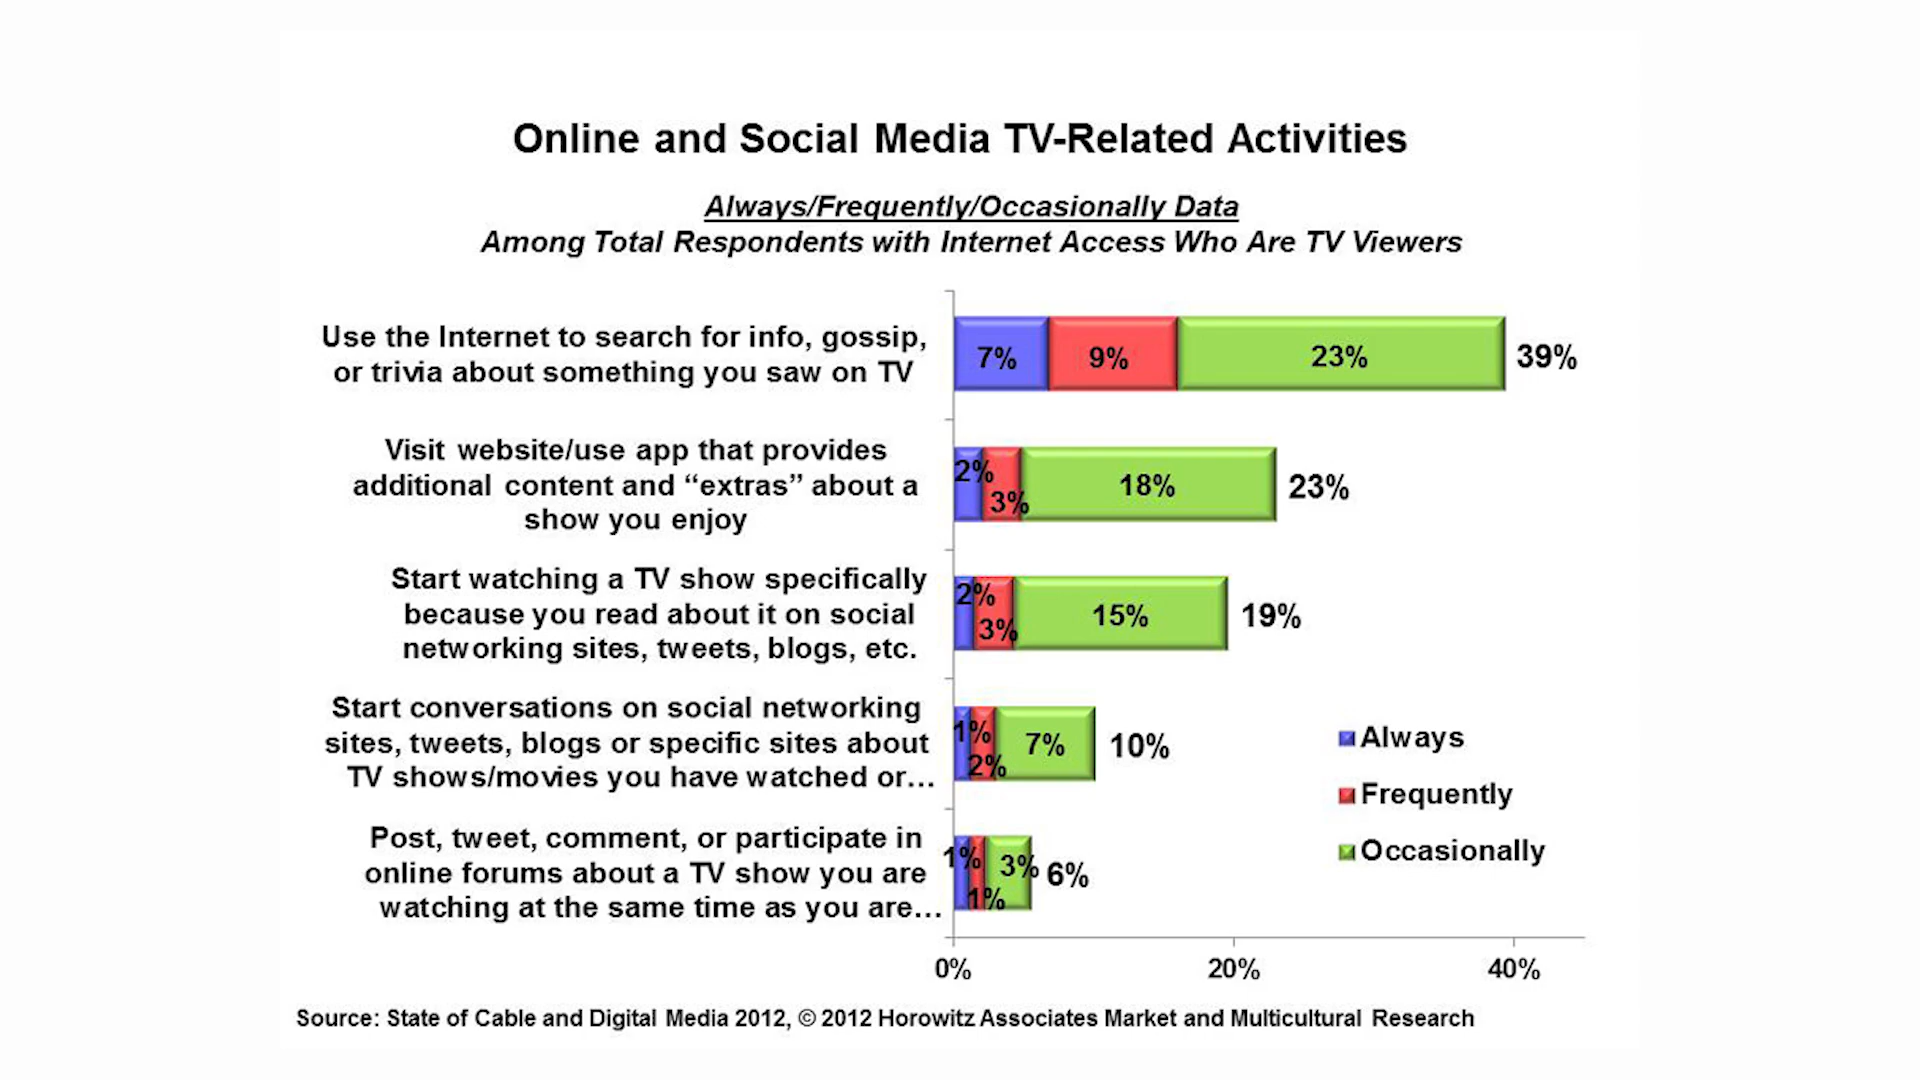 Online and Social Media TV-Related Activities
Always/Frequently/Occasionally Data
Among Total Respondents with Internet Access Who Are TV Viewers
Use the Internet to search for info, gossip,
or trivia about something you saw on TV
7%
9%
23%
39%
Visit website/use app that provides
additional content and “extras” about a
show you enjoy
2%
3%
18%
23%
Start watching a TV show specifically
because you read about it on social
networking sites, tweets, blogs, etc.
2%
3%
15%
19%
Start conversations on social networking
sites, tweets, blogs or specific sites about
TV shows/movies you have watched or…
1%
2%
7%
10%
Post, tweet, comment, or participate in
online forums about a TV show you are
watching at the same time as you are…
1%
1%
3%
6%
Always
Frequently
Occasionally
0%
20%
40%
Source: State of Cable and Digital Media 2012, © 2012 Horowitz Associates Market and Multicultural Research